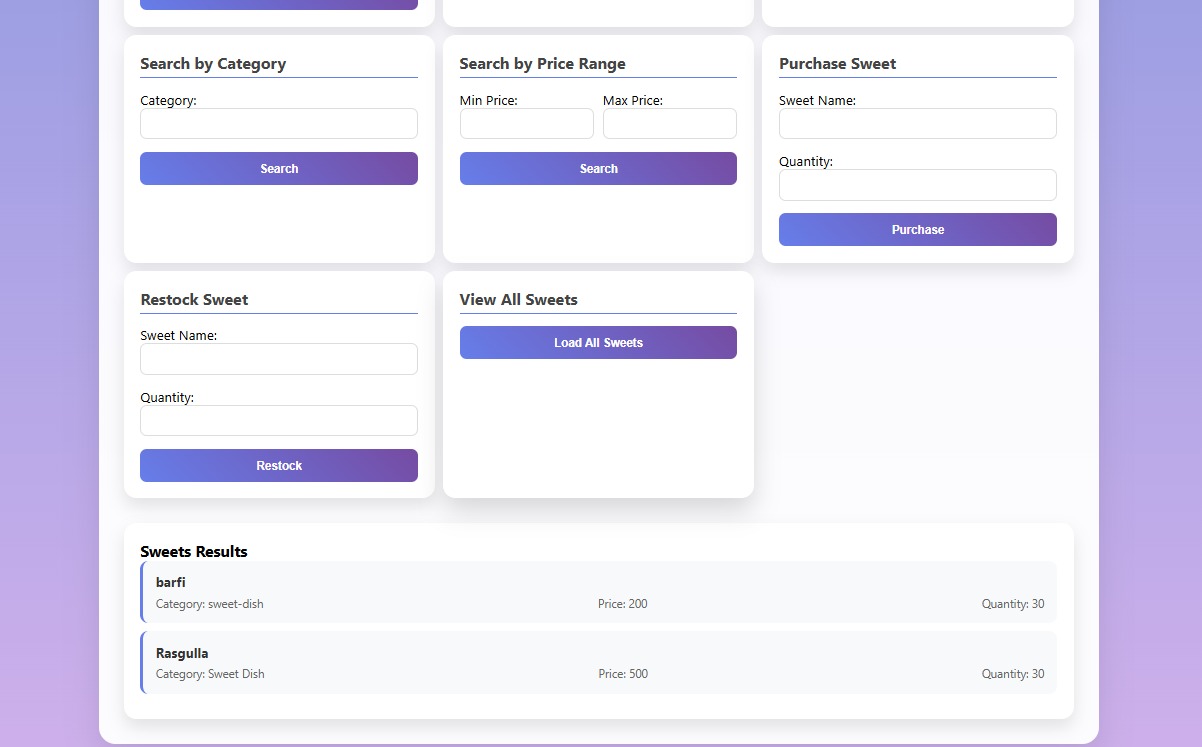 Search by Category
Category:
Search
Search by Price Range
Min Price:
Max Price:
Search
Purchase Sweet
Sweet Name:
Quantity:
Purchase
Restock Sweet
Sweet Name:
Quantity:
Restock
View All Sweets
Load All Sweets
Sweets Results
barfi
Category: sweet-dish Price: 200 Quantity: 30
Rasgulla
Category: Sweet Dish Price: 500 Quantity: 30